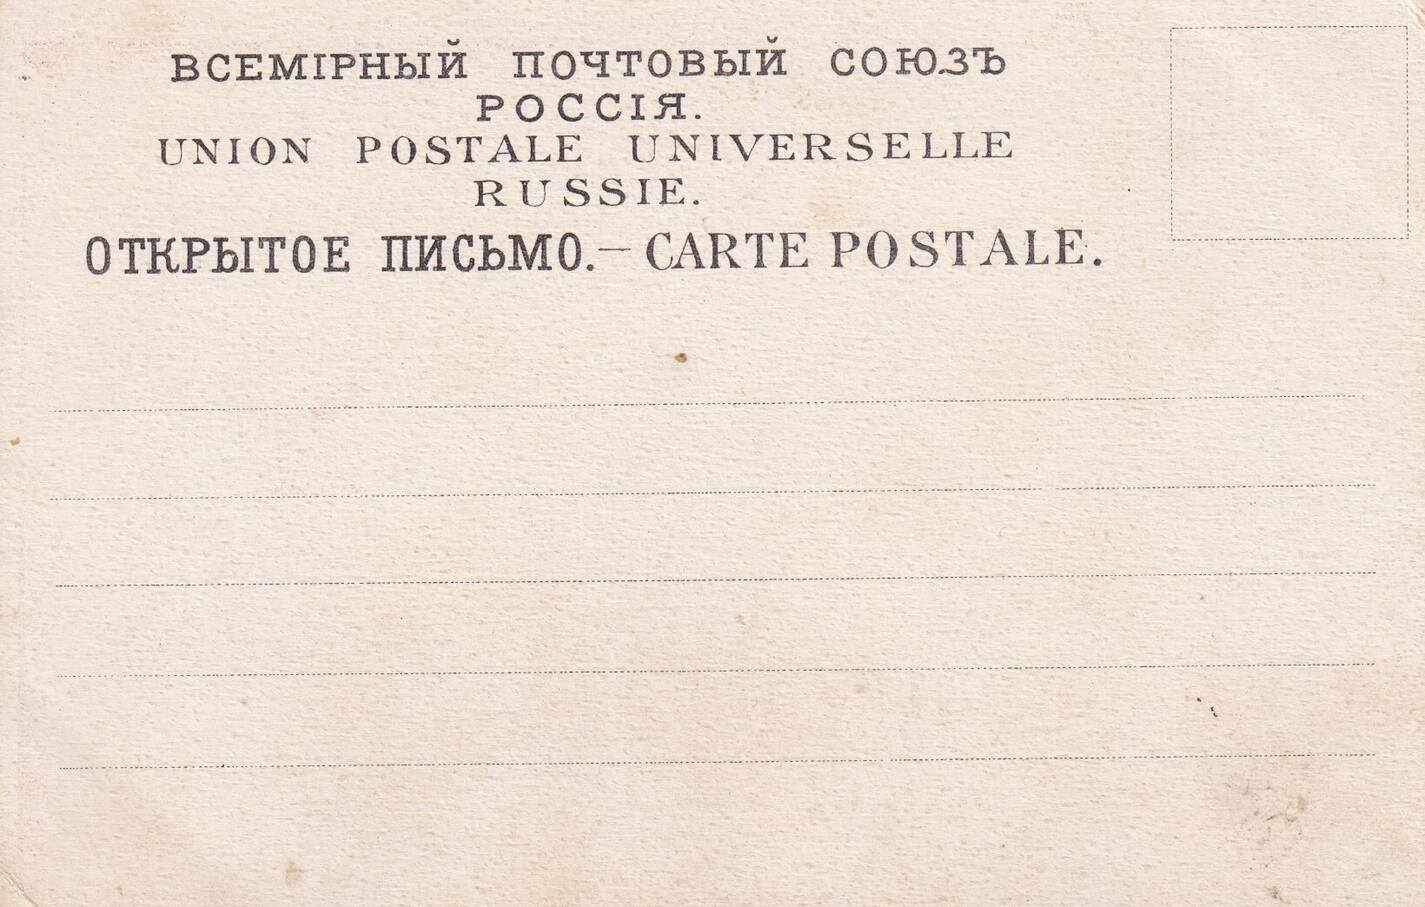 ВСЕМІРНЫЙ ПОЧТОВЫЙ СОЮЗЪ
РОССІЯ.
UNION POSTALE UNIVERSELLE
RUSSIE.
ОТКРЫТОЕ ПИСЬМО.—CARTE POSTALE.